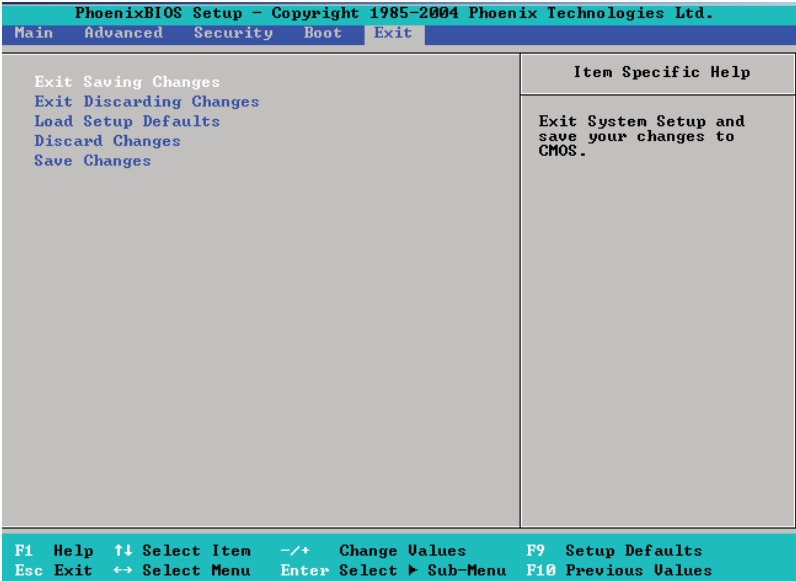 PhoenixBIOS Setup - Copyright 1985-2004 Phoenix Technologies Ltd.
Main Advanced Security Boot Exit
Exit Saving Changes
Exit Discarding Changes
Load Setup Defaults
Discard Changes
Save Changes
Item Specific Help
Exit System Setup and
save your changes to
CMOS.
F1 Help ↑↓ Select Item -/+ Change Values F9 Setup Defaults
Esc Exit ↔ Select Menu Enter Select ▶ Sub-Menu F10 Previous Values